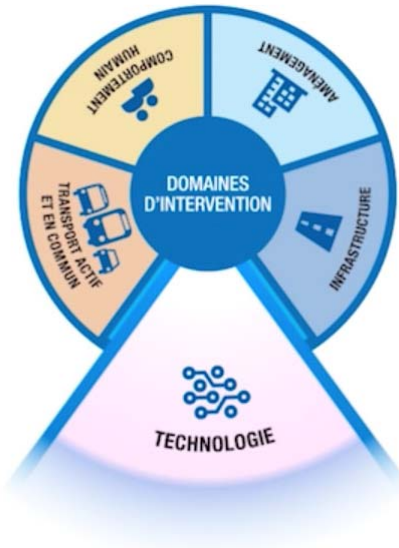 COMPORTEMENT
HUMAIN
AMÉNAGEMENT
DOMAINES
D'INTERVENTION
TRANSPORT ACTIF
ET EN COMMUN
INFRASTRUCTURE
TECHNOLOGIE